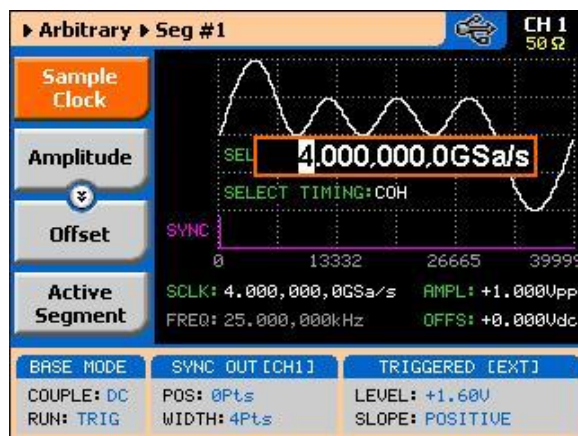 ▶ Arbitrary ▶ Seg #1
CH 1
50 Ω
Sample
Clock
Amplitude
Offset
Active
Segment
SEL
4.000,000,0GSa/s
SELECT TIMING:COH
SYNC
0 13332 26665 39999
SCLK: 4.000,000,0GSa/s AMPL: +1.000Vpp
FREQ: 25.000,000kHz OFFS: +0.000Vdc
BASE MODE
COUPLE: DC
RUN: TRIG
SYNC OUT [CH1]
POS: 0Pts
WIDTH: 4Pts
TRIGGERED [EXT]
LEVEL: +1.60V
SLOPE: POSITIVE